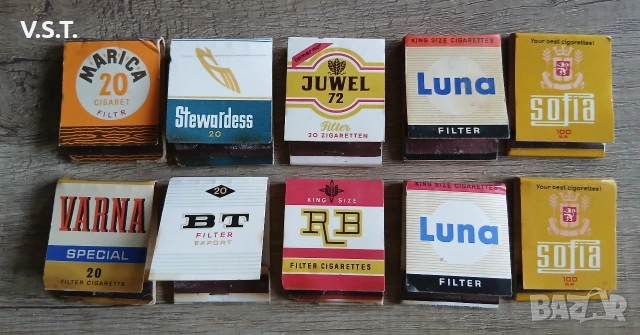 V.S.T.
MARICA
20
CIGARET
FILTR
Stewardess
20
JUWEL
72
Filter
20 ZIGARETTEN
KING SIZE CIGARETTES
Luna
FILTER
Your best cigarettes!
sofia
100
M.M.
VARNA
SPECIAL
20
FILTER CIGARETTS
20
BT
FILTER
EXPORT
KING SIZE
RB
FILTER CIGARETTES
KING SIZE CIGARETTES
Luna
FILTER
Your best cigarettes!
sofia
100
M.M.
BAZAR